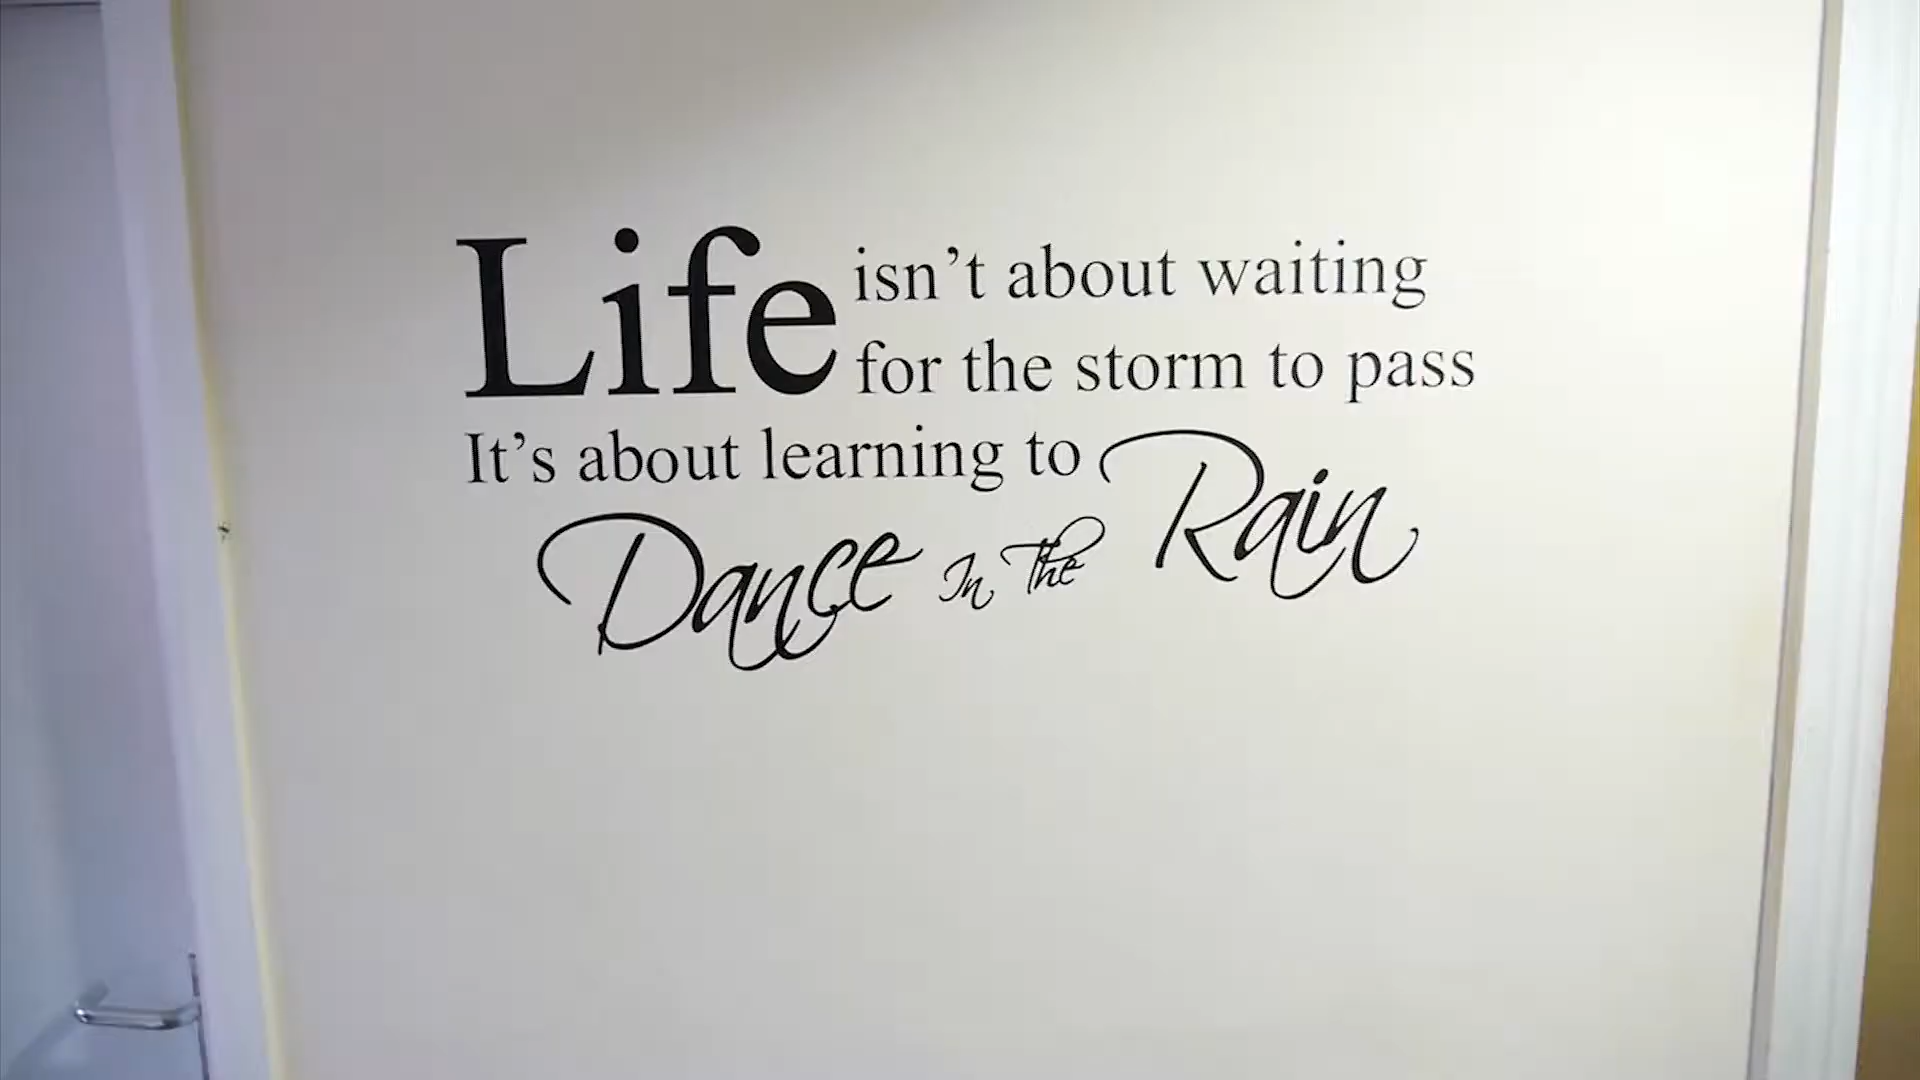 Life isn’t about waiting
for the storm to pass
It’s about learning to
Dance In The Rain